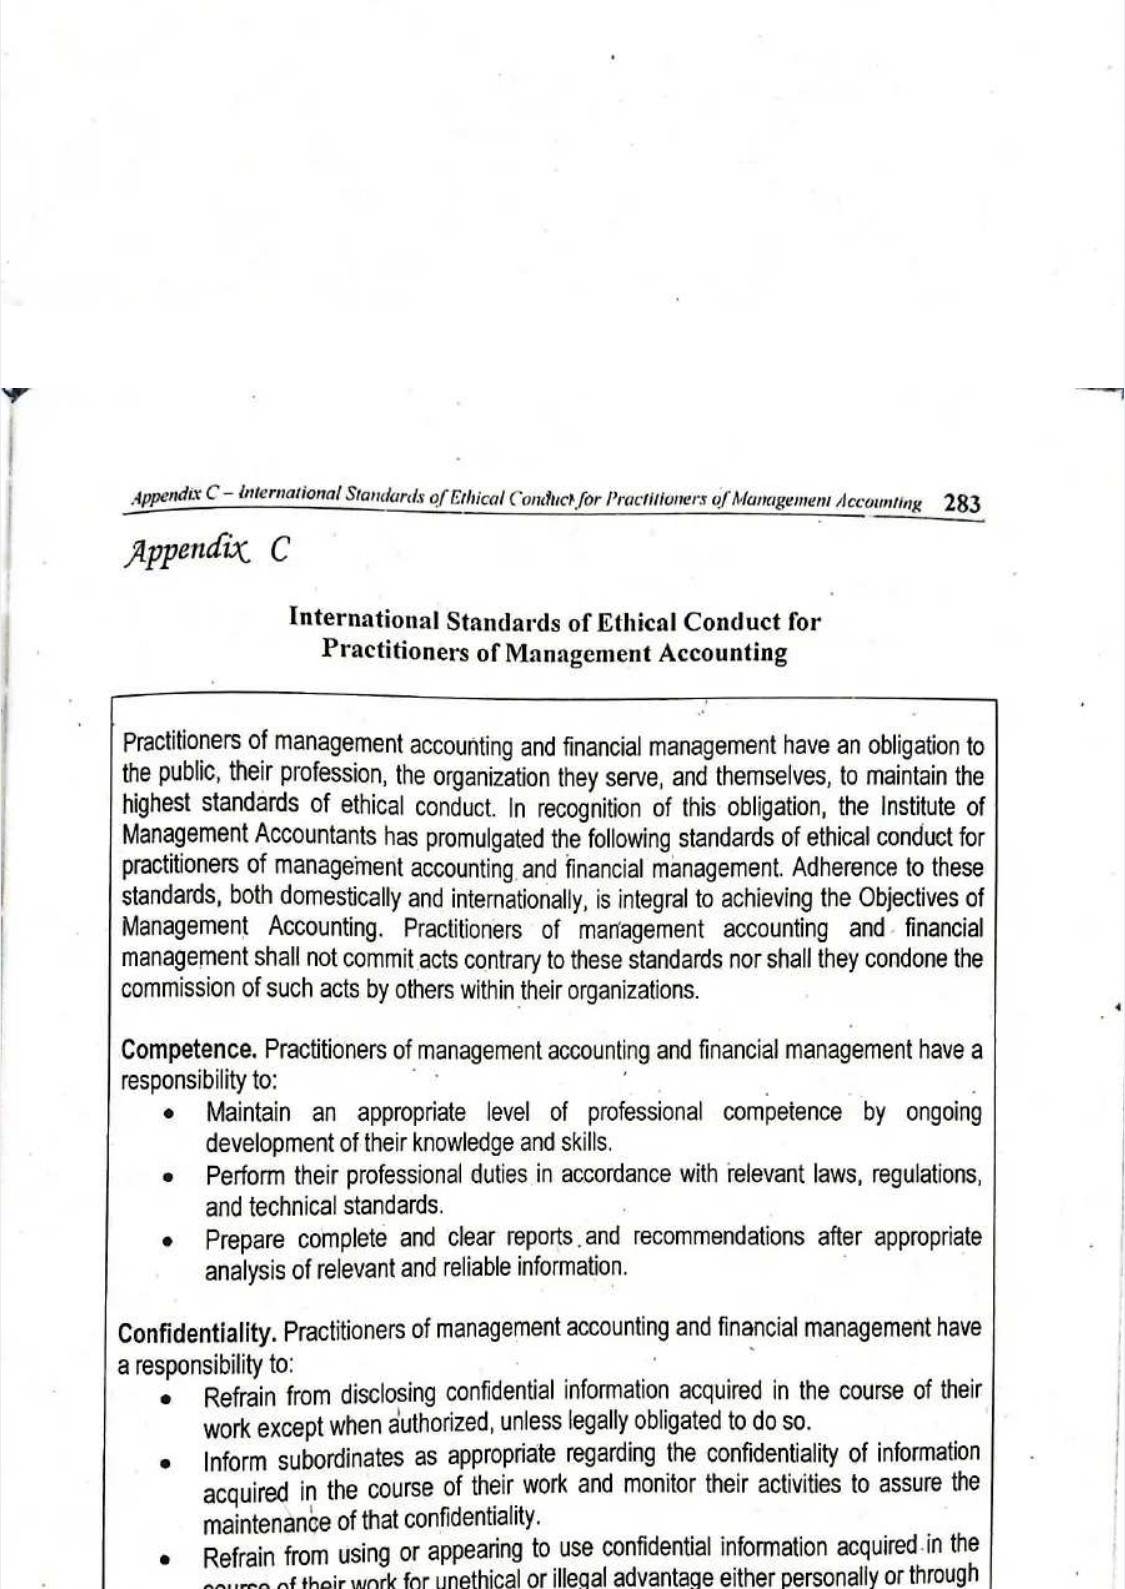 Appendix C – International Standards of Ethical Conduct for Practitioners of Management Accounting 283
Appendix C
International Standards of Ethical Conduct for
Practitioners of Management Accounting
Practitioners of management accounting and financial management have an obligation to
the public, their profession, the organization they serve, and themselves, to maintain the
highest standards of ethical conduct. In recognition of this obligation, the Institute of
Management Accountants has promulgated the following standards of ethical conduct for
practitioners of management accounting and financial management. Adherence to these
standards, both domestically and internationally, is integral to achieving the Objectives of
Management Accounting. Practitioners of management accounting and financial
management shall not commit acts contrary to these standards nor shall they condone the
commission of such acts by others within their organizations.
Competence. Practitioners of management accounting and financial management have a
responsibility to:
• Maintain an appropriate level of professional competence by ongoing
development of their knowledge and skills.
• Perform their professional duties in accordance with relevant laws, regulations,
and technical standards.
• Prepare complete and clear reports and recommendations after appropriate
analysis of relevant and reliable information.
Confidentiality. Practitioners of management accounting and financial management have
a responsibility to:
• Refrain from disclosing confidential information acquired in the course of their
work except when authorized, unless legally obligated to do so.
• Inform subordinates as appropriate regarding the confidentiality of information
acquired in the course of their work and monitor their activities to assure the
maintenance of that confidentiality.
• Refrain from using or appearing to use confidential information acquired in the
course of their work for unethical or illegal advantage either personally or through